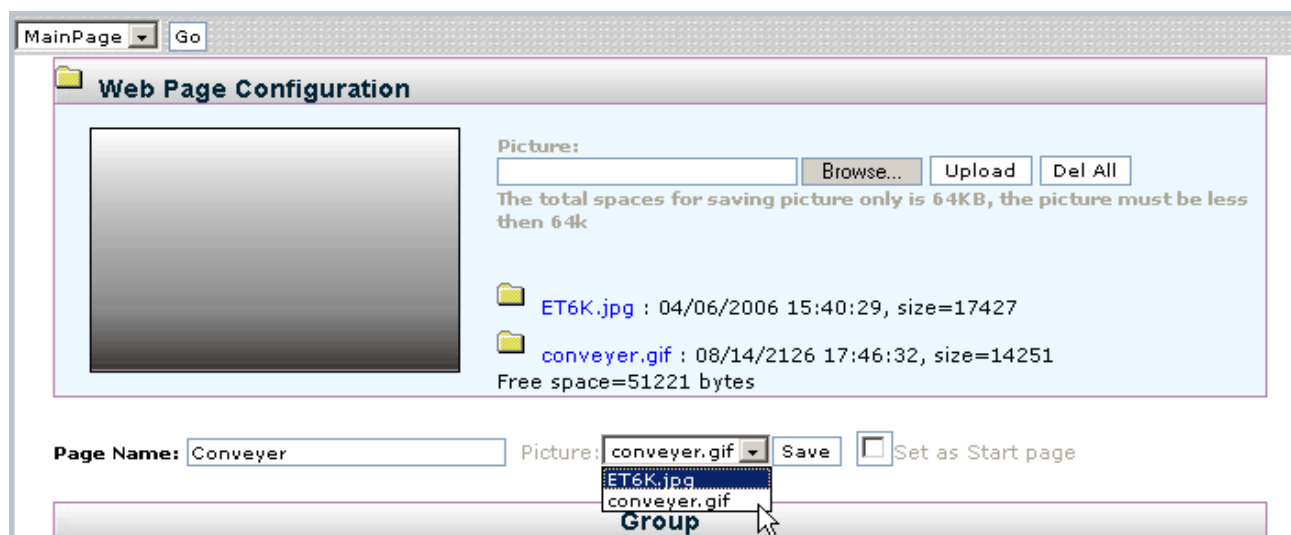 MainPage Go
Web Page Configuration
Picture:
Browse... Upload Del All
The total spaces for saving picture only is 64KB, the picture must be less
then 64k
ET6K.jpg : 04/06/2006 15:40:29, size=17427
conveyer.gif : 08/14/2126 17:46:32, size=14251
Free space=51221 bytes
Page Name: Conveyer Picture: conveyer.gif Save Set as Start page
ET6K.jpg
conveyer.gif
Group